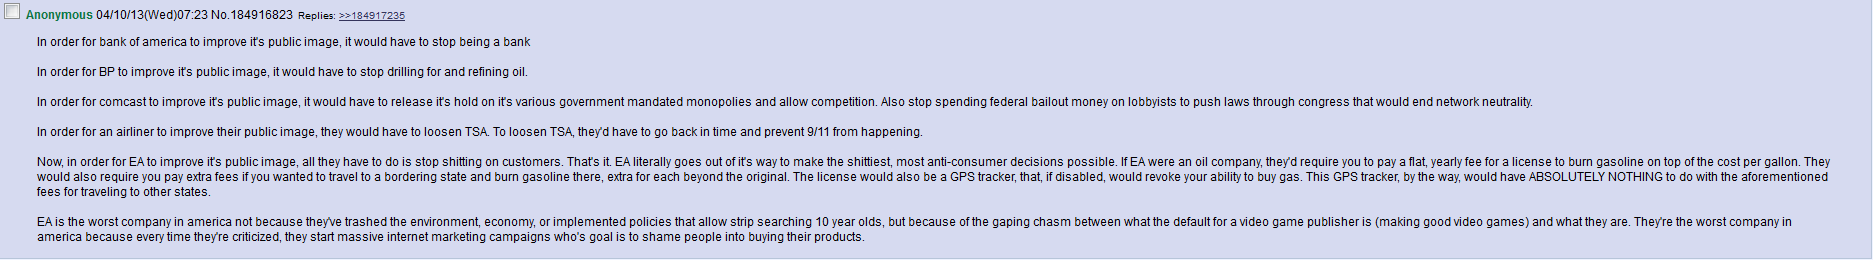 Anonymous 04/10/13(Wed)07:23 No.184916823 Replies: >>184917235
In order for bank of america to improve it's public image, it would have to stop being a bank
In order for BP to improve it's public image, it would have to stop drilling for and refining oil.
In order for comcast to improve it's public image, it would have to release it's hold on it's various government mandated monopolies and allow competition. Also stop spending federal bailout money on lobbyists to push laws through congress that would end network neutrality.
In order for an airliner to improve their public image, they would have to loosen TSA. To loosen TSA, they'd have to go back in time and prevent 9/11 from happening.
Now, in order for EA to improve it's public image, all they have to do is stop shitting on customers. That's it. EA literally goes out of it's way to make the shittiest, most anti-consumer decisions possible. If EA were an oil company, they'd require you to pay a flat, yearly fee for a license to burn gasoline on top of the cost per gallon. They
would also require you pay extra fees if you wanted to travel to a bordering state and burn gasoline there, extra for each beyond the original. The license would also be a GPS tracker, that, if disabled, would revoke your ability to buy gas. This GPS tracker, by the way, would have ABSOLUTELY NOTHING to do with the aforementioned
fees for traveling to other states.
EA is the worst company in america not because they've trashed the environment, economy, or implemented policies that allow strip searching 10 year olds, but because of the gaping chasm between what the default for a video game publisher is (making good video games) and what they are. They're the worst company in
america because every time they're criticized, they start massive internet marketing campaigns who's goal is to shame people into buying their products.